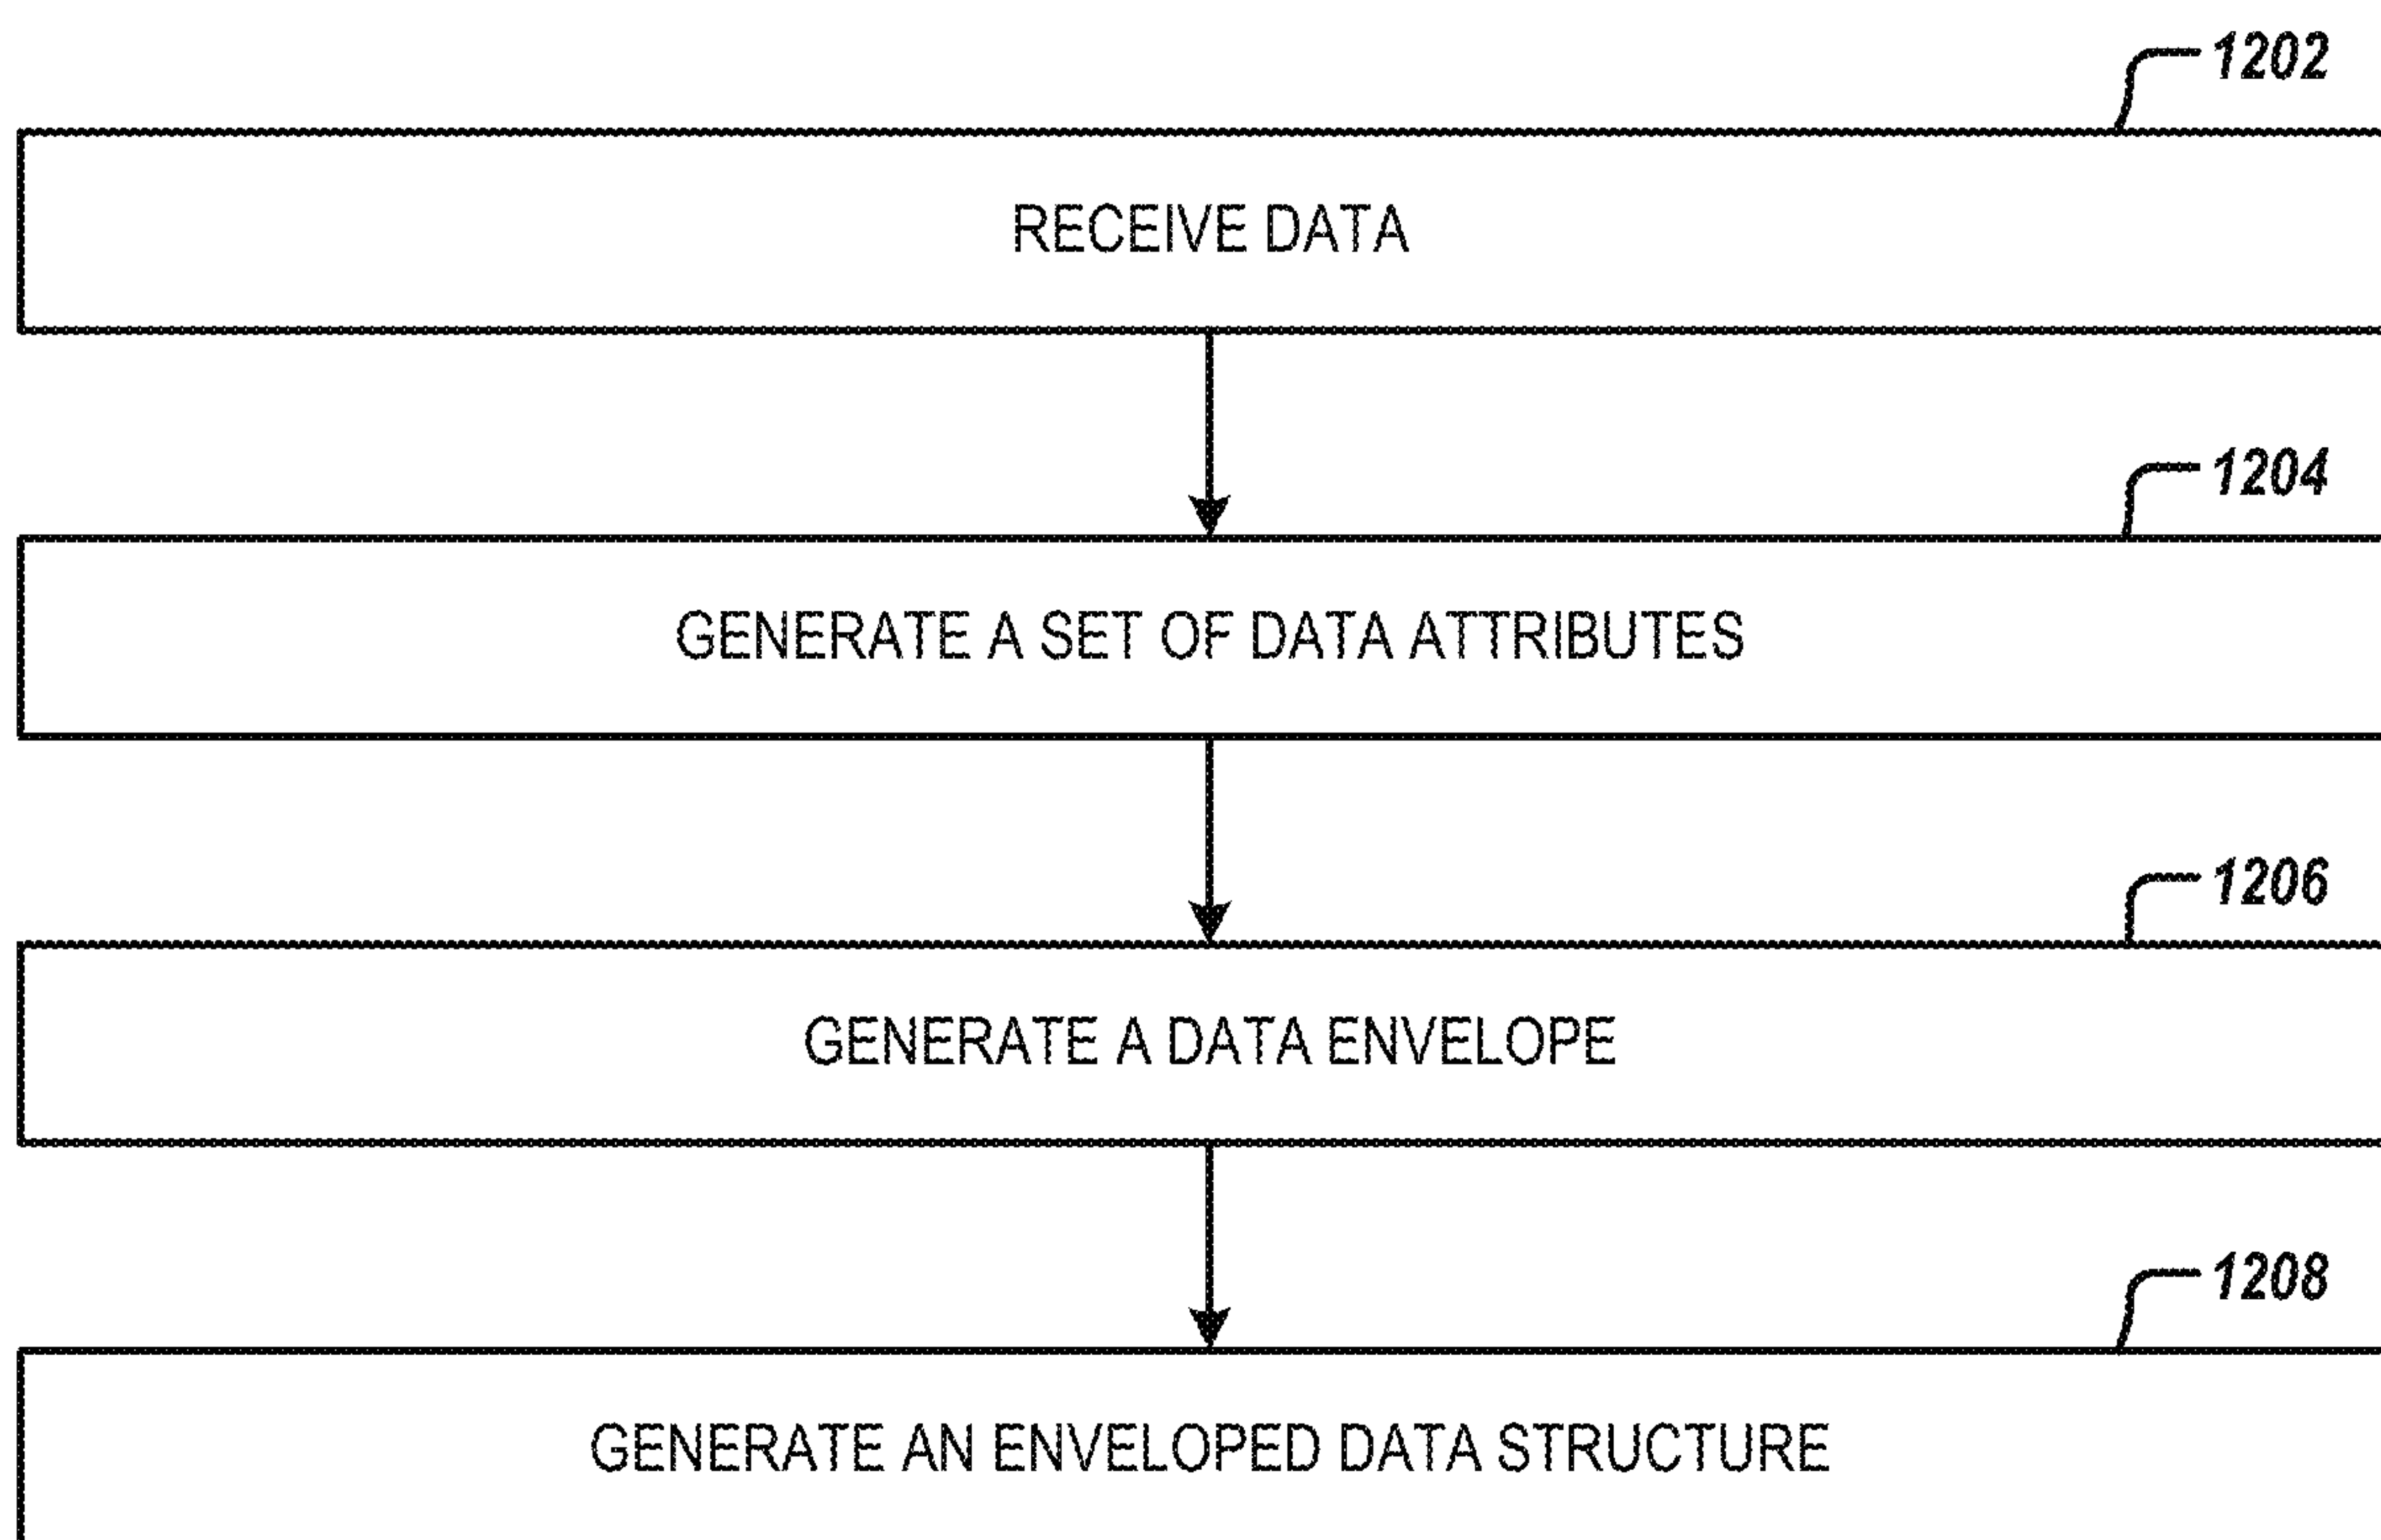 1202
RECEIVE DATA
1204
GENERATE A SET OF DATA ATTRIBUTES
1206
GENERATE A DATA ENVELOPE
1208
GENERATE AN ENVELOPED DATA STRUCTURE